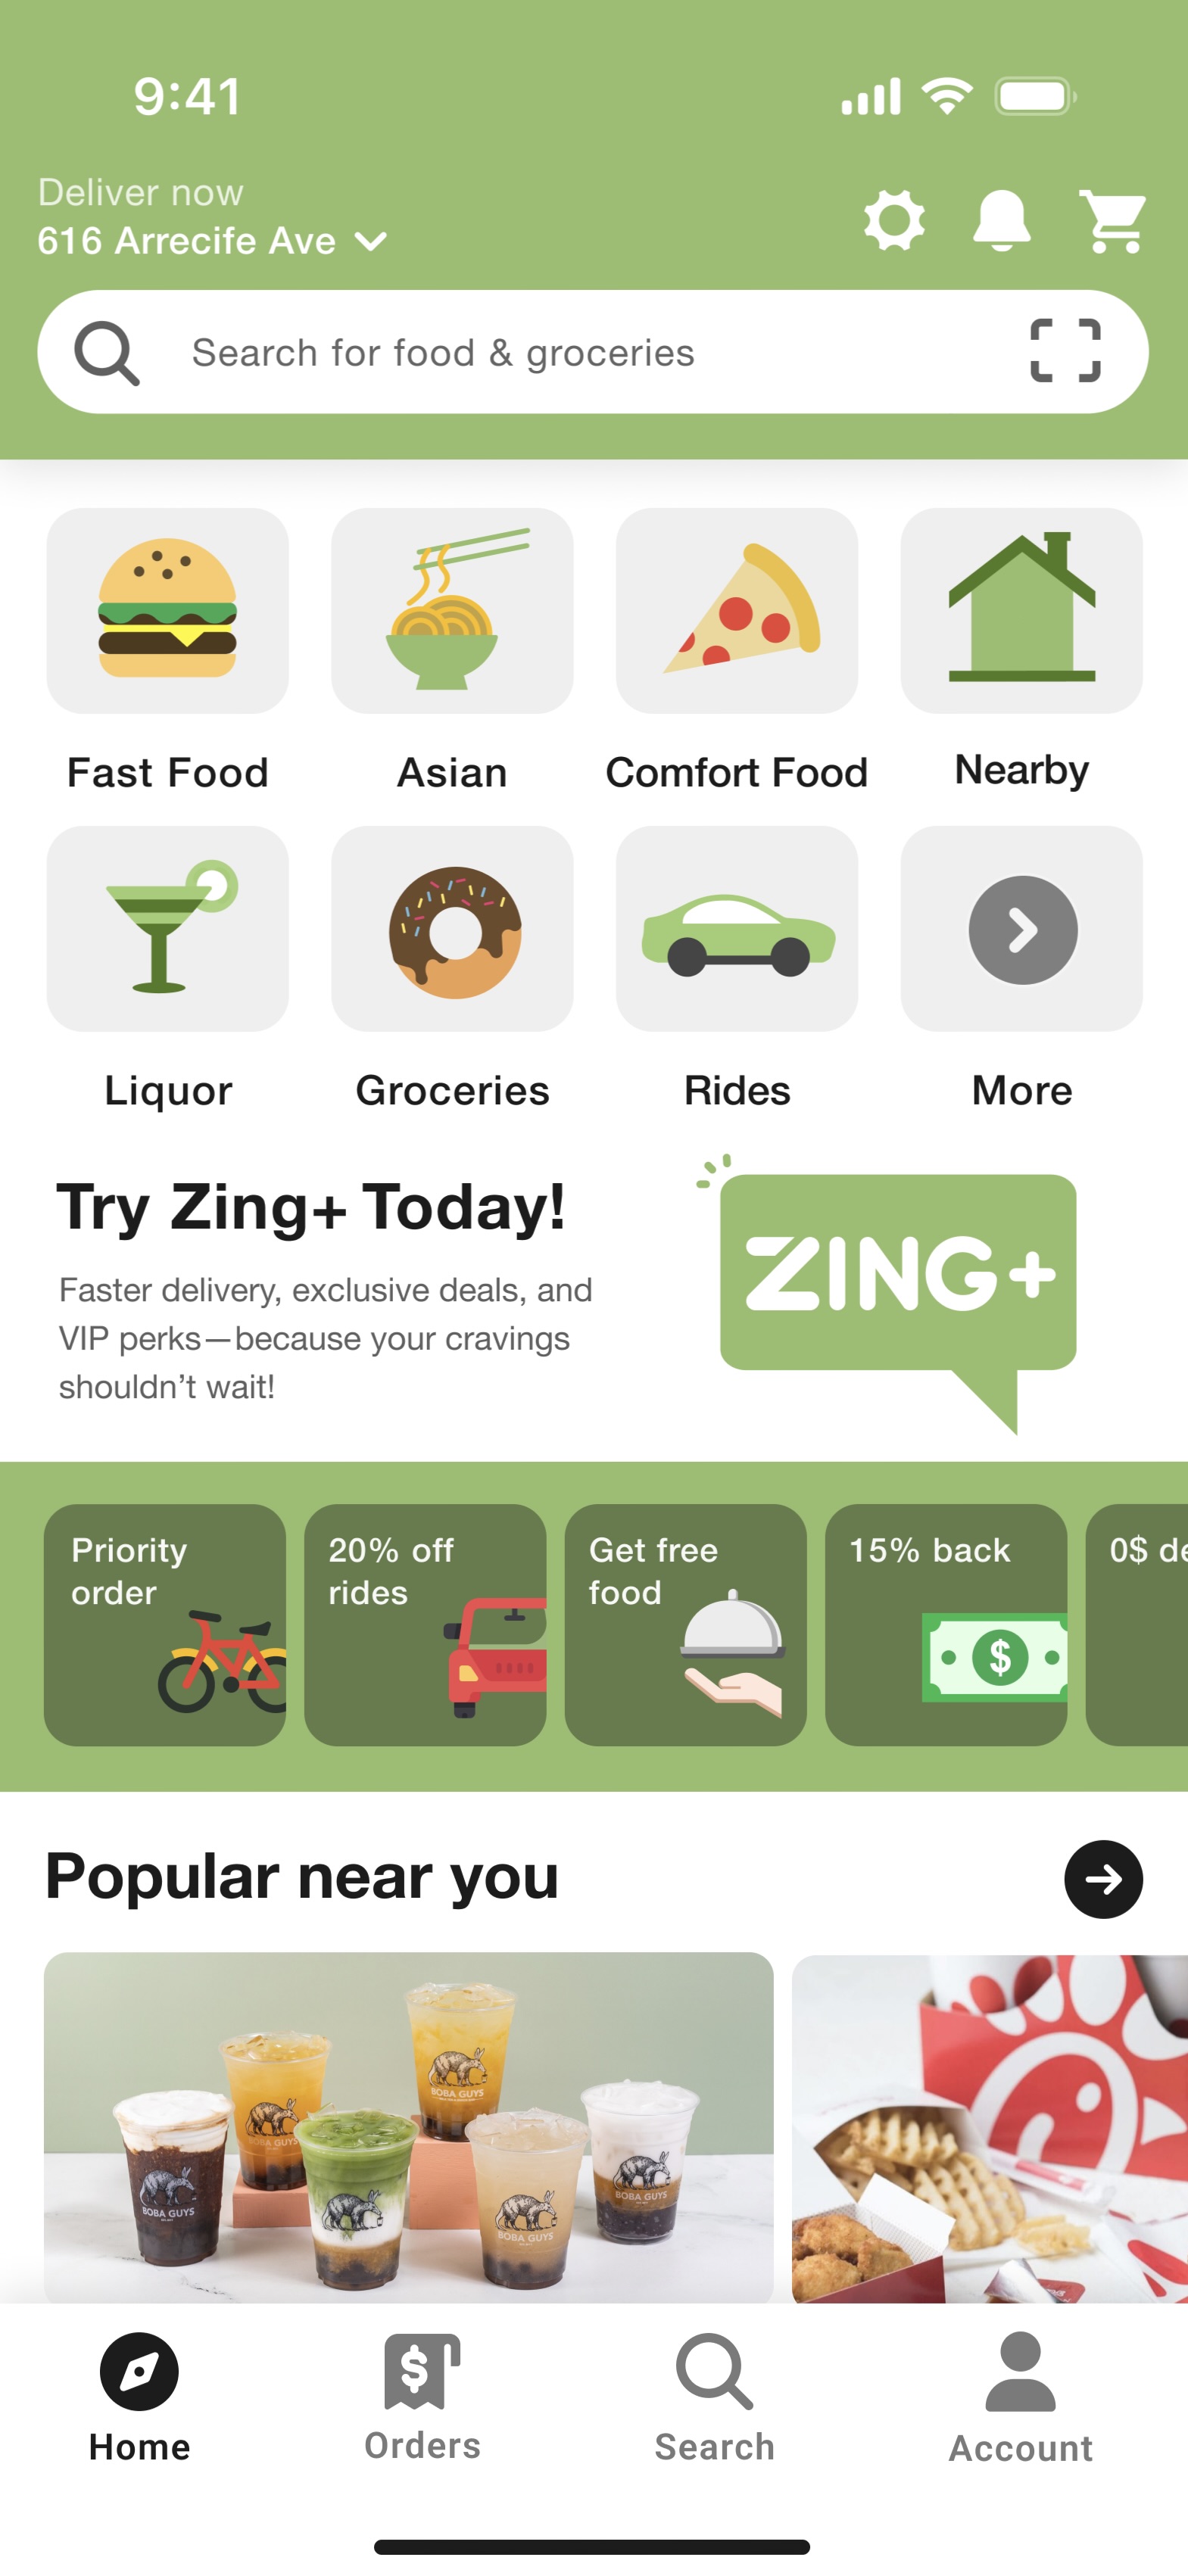 9:41
Deliver now
616 Arrecife Ave
Search for food & groceries
Fast Food
Asian
Comfort Food
Nearby
Liquor
Groceries
Rides
More
Try Zing+ Today!
Faster delivery, exclusive deals, and
VIP perks—because your cravings
shouldn’t wait!
ZING+
Priority
order
20% off
rides
Get free
food
15% back
$
0$ de
Popular near you
BOBA GUYS
BOBA GUYS
BOBA GUYS
BOBA GUYS
BOBA GUYS
$
Home
Orders
Search
Account